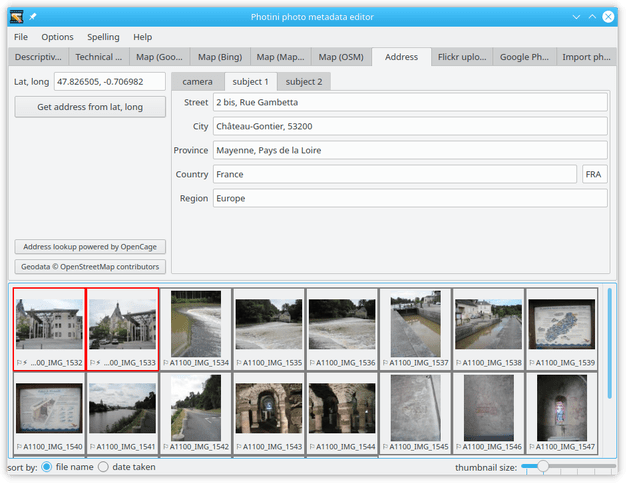 Photini photo metadata editor
File Options Spelling Help
Descriptiv... Technical ... Map (Goo... Map (Bing) Map (Map... Map (OSM) Address Flickr uplo... Google Ph... Import ph...
Lat, long 47.826505, -0.706982
Get address from lat, long
camera subject 1 subject 2
Street 2 bis, Rue Gambetta
City Château-Gontier, 53200
Province Mayenne, Pays de la Loire
Country France FRA
Region Europe
Address lookup powered by OpenCage
Geodata © OpenStreetMap contributors
...00_IMG_1532 ...00_IMG_1533 A1100_IMG_1534 A1100_IMG_1535 A1100_IMG_1536 A1100_IMG_1537 A1100_IMG_1538 A1100_IMG_1539
A1100_IMG_1540 A1100_IMG_1541 A1100_IMG_1542 A1100_IMG_1543 A1100_IMG_1544 A1100_IMG_1545 A1100_IMG_1546 A1100_IMG_1547
sort by: file name date taken thumbnail size: